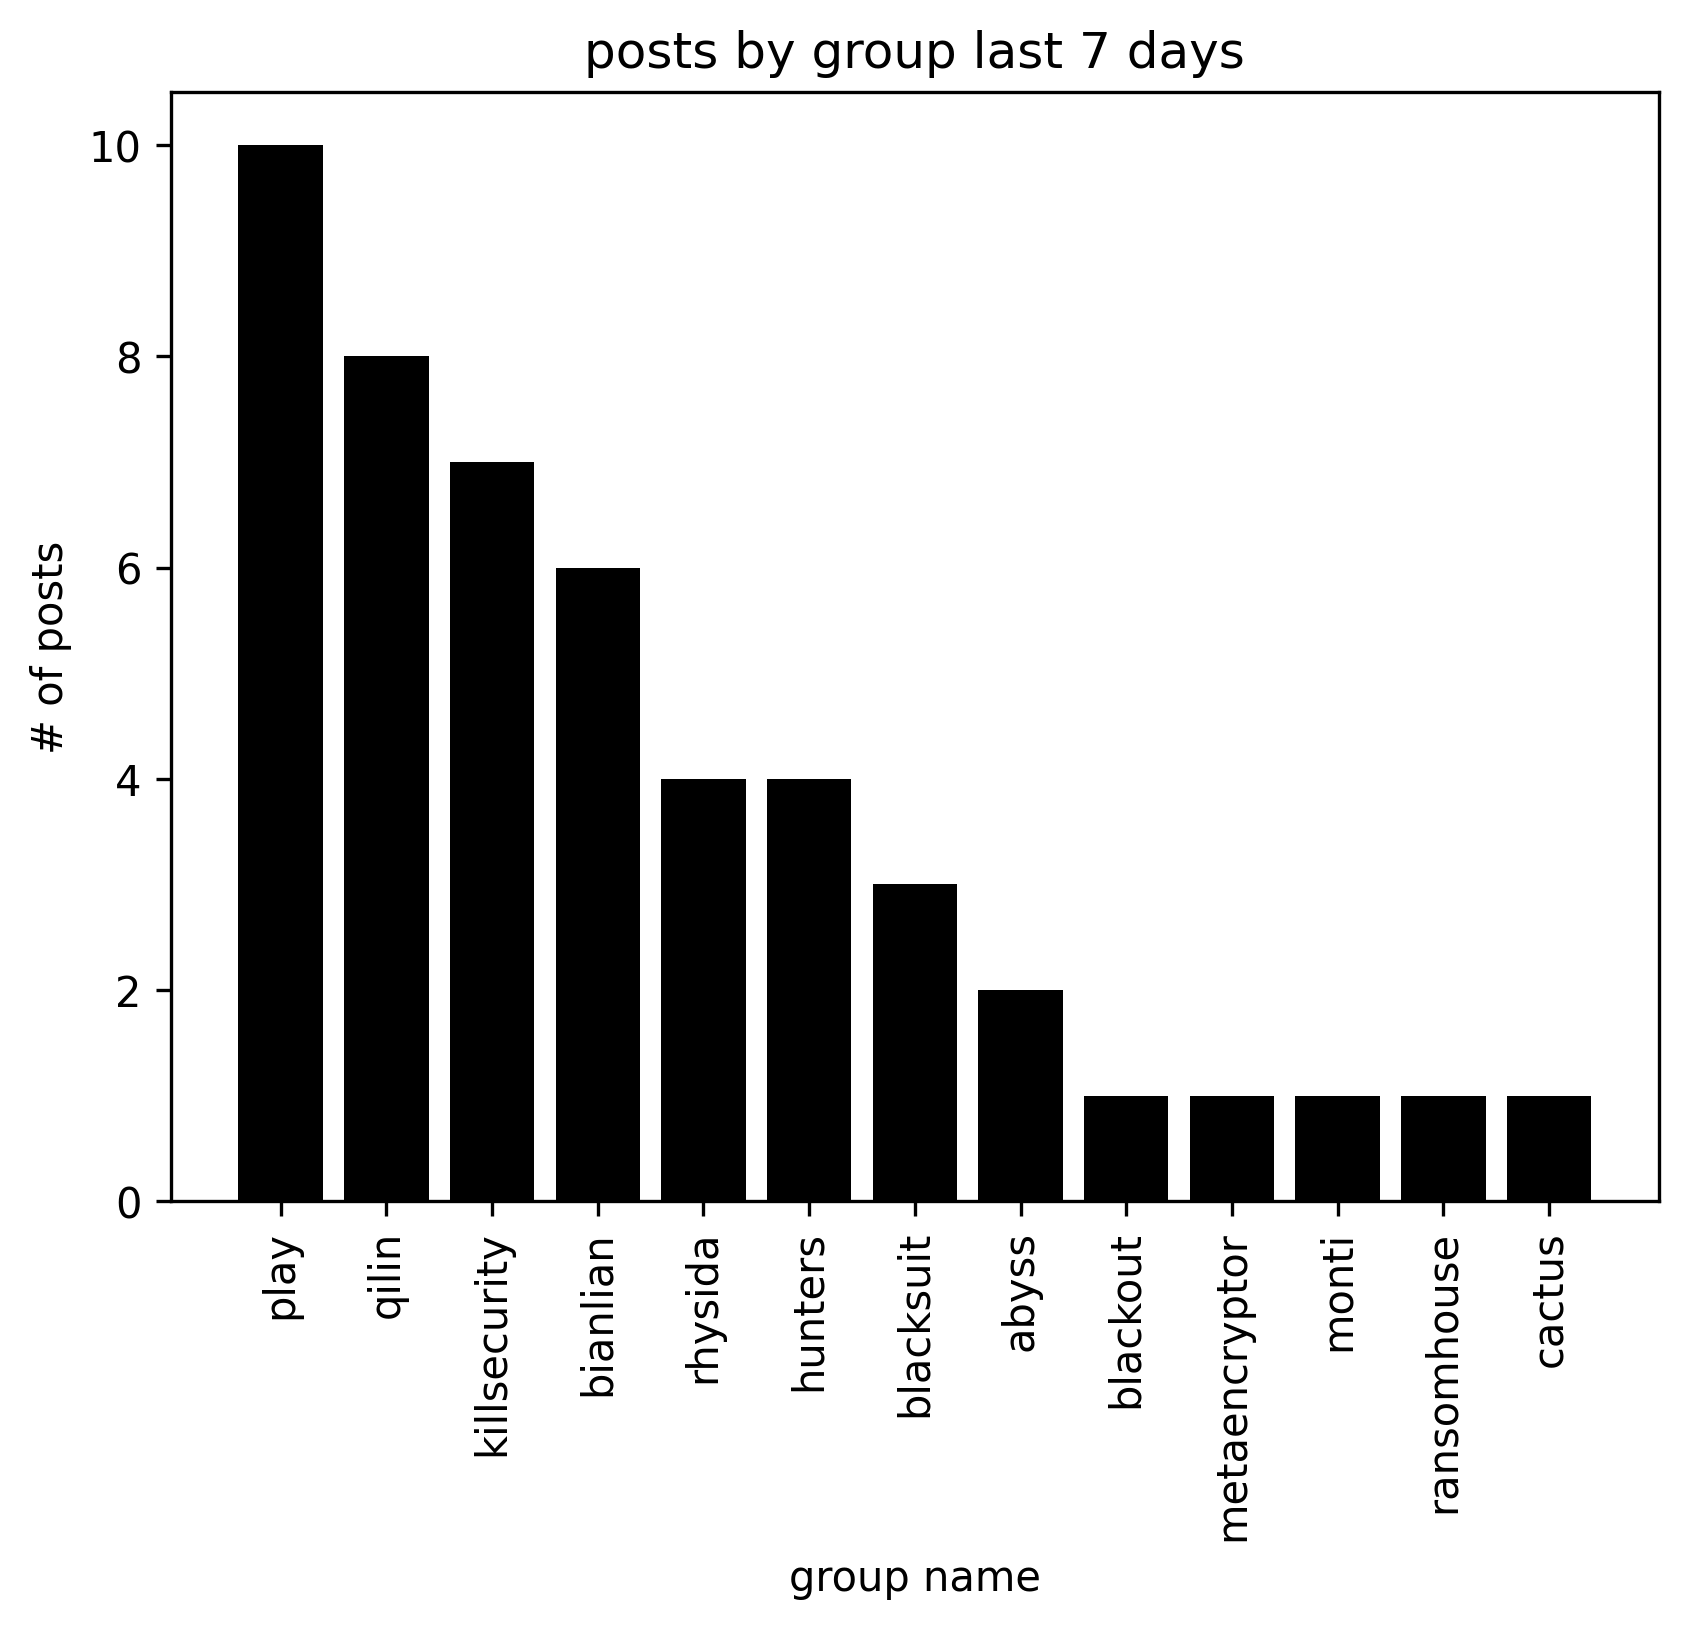 posts by group last 7 days
# of posts
10
8
6
4
2
0
play
qilin
killsecurity
bianlian
rhysida
hunters
blacksuit
abyss
blackout
metaencryptor
monti
ransomhouse
cactus
group name